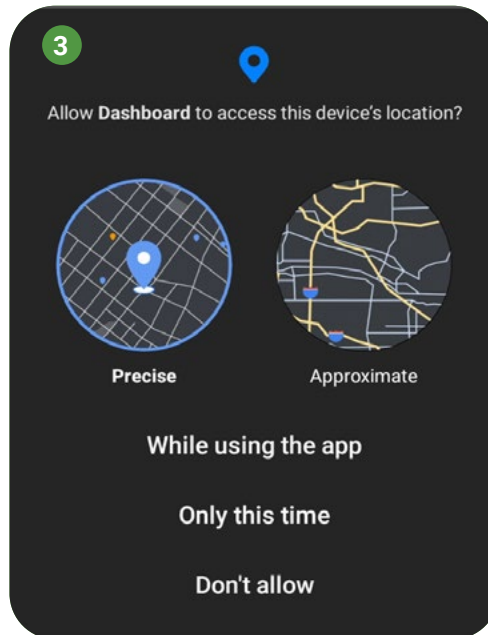 3
Allow Dashboard to access this device's location?
Precise
Approximate
While using the app
Only this time
Don't allow